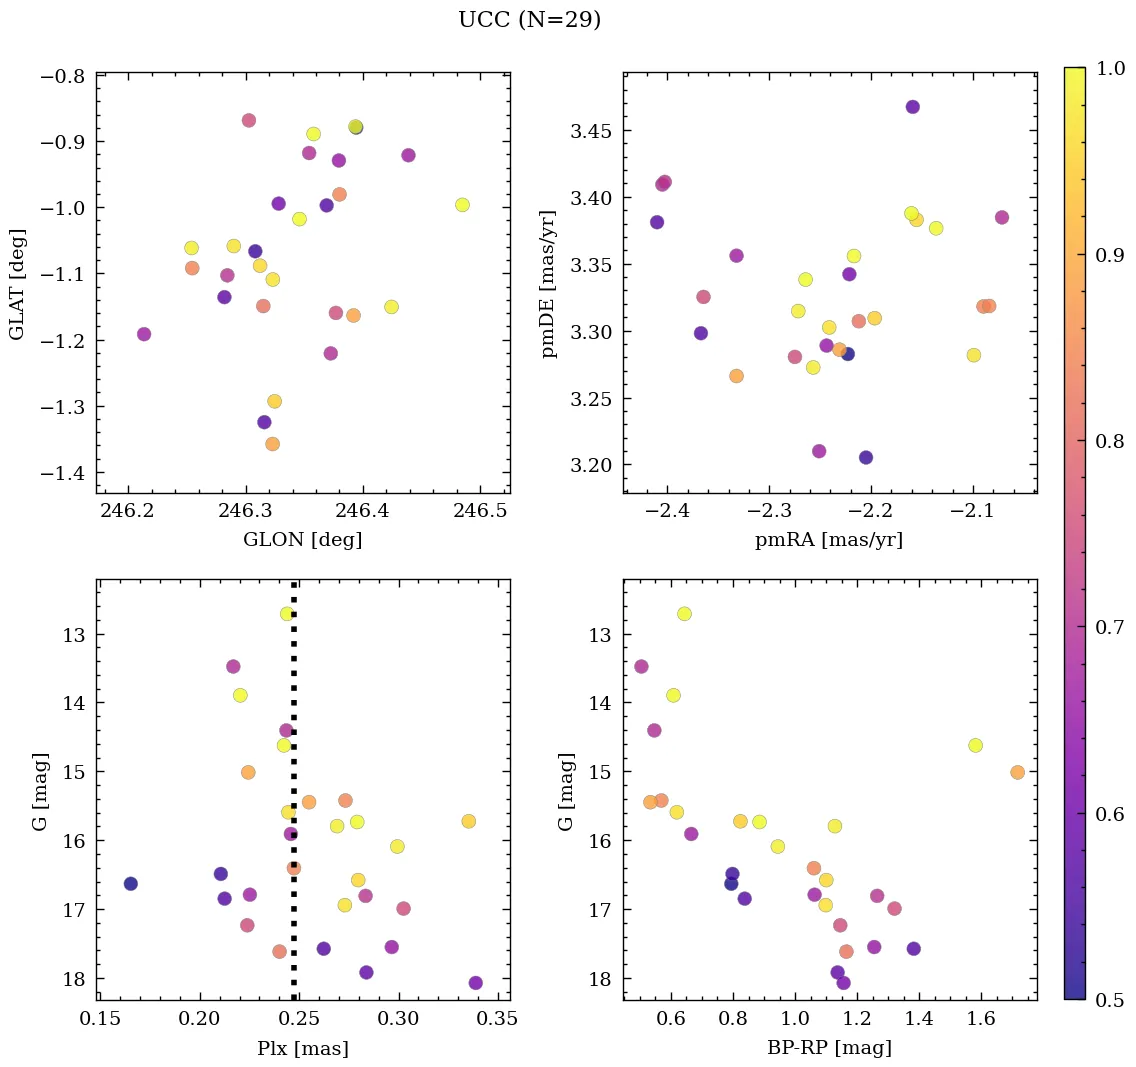 UCC (N=29)
−0.8
−0.9
−1.0
−1.1
−1.2
−1.3
−1.4
GLAT [deg]
246.2 246.3 246.4 246.5
GLON [deg]
3.45
3.40
3.35
3.30
3.25
3.20
pmDE [mas/yr]
−2.4 −2.3 −2.2 −2.1
pmRA [mas/yr]
13
14
15
16
17
18
G [mag]
0.15 0.20 0.25 0.30 0.35
Plx [mas]
13
14
15
16
17
18
G [mag]
0.6 0.8 1.0 1.2 1.4 1.6
BP-RP [mag]
1.0
0.9
0.8
0.7
0.6
0.5